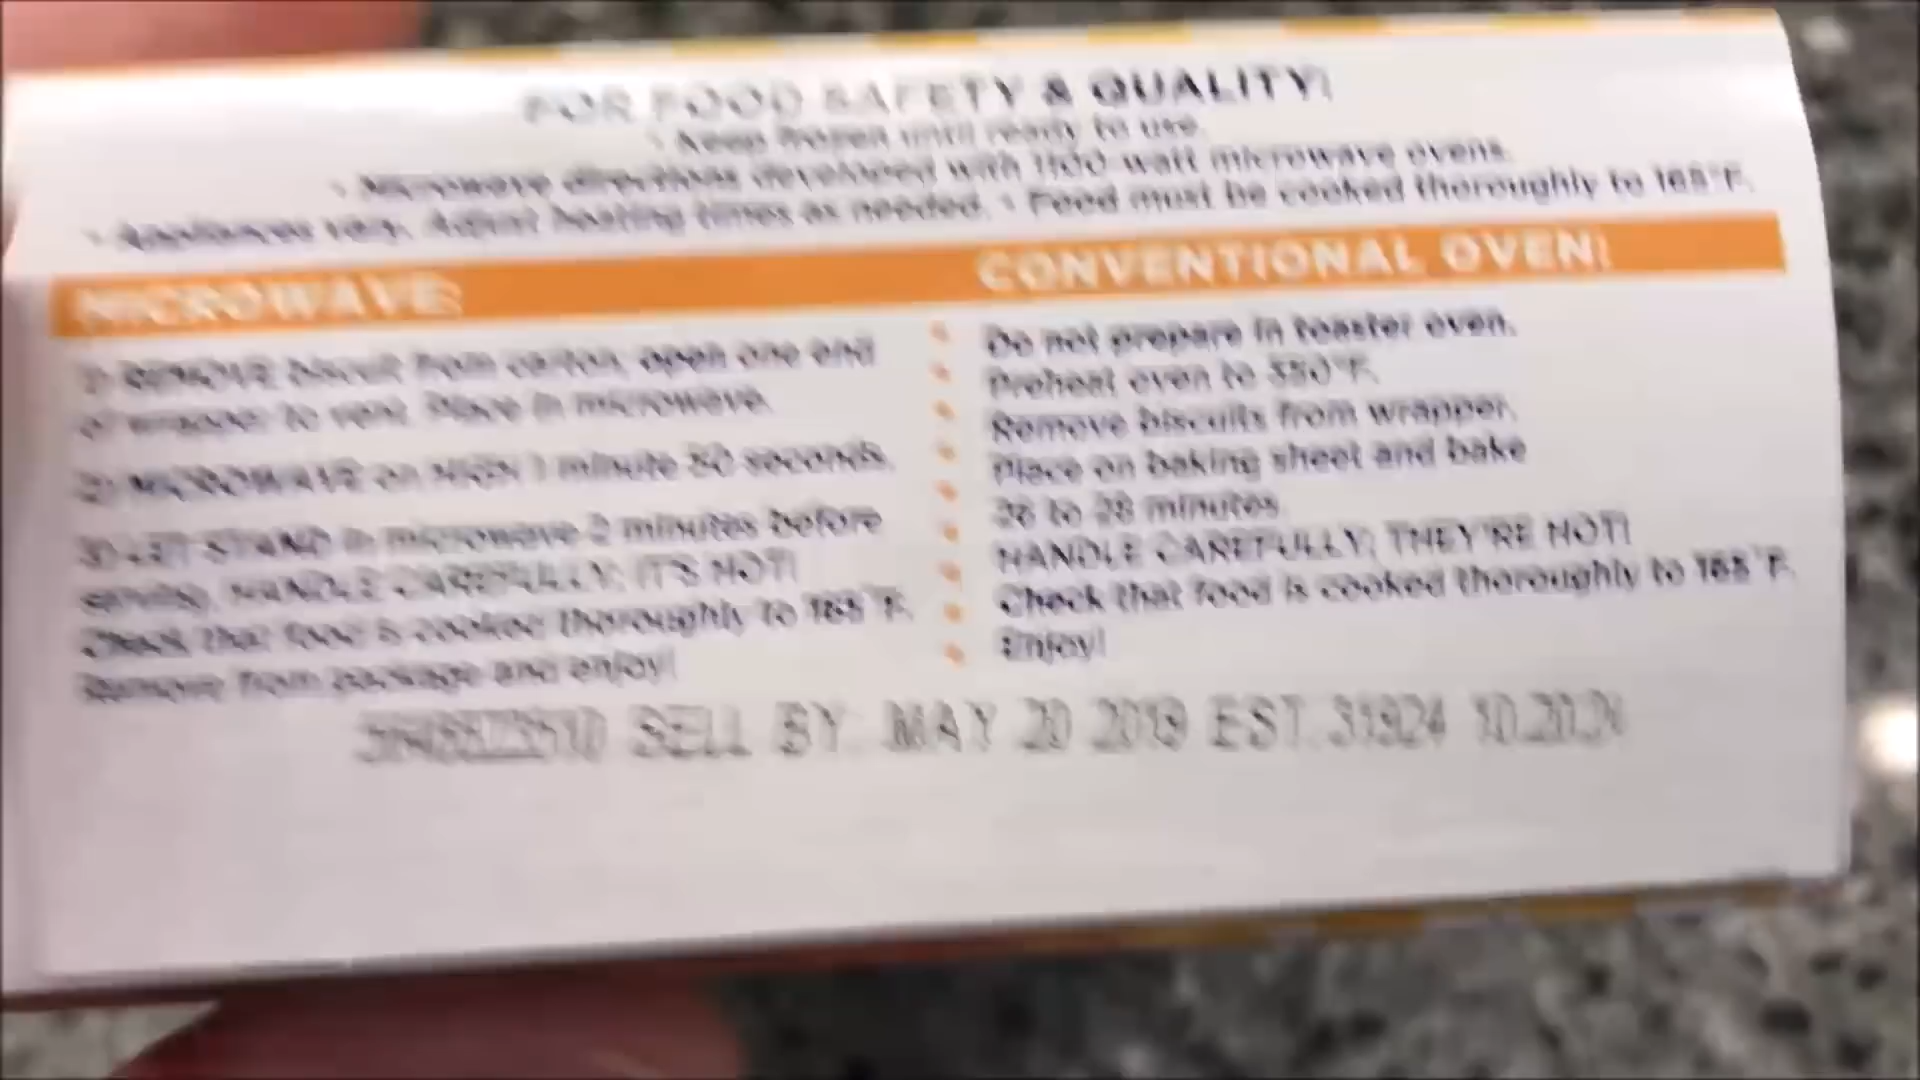 FOR FOOD SAFETY & QUALITY:
• Keep frozen until ready to use.
• Microwave directions developed with 1100-watt microwave ovens.
• Appliances vary. Adjust heating times as needed. • Food must be cooked thoroughly to 165°F.
MICROWAVE:
1) REMOVE biscuit from carton, open one end
of wrapper to vent. Place in microwave.
2) MICROWAVE on HIGH 1 minute seconds.
3) LET STAND in microwave 2 minutes before
serving. HANDLE CAREFULLY; IT'S HOT!
Check that food is cooked thoroughly to 165°F.
Remove from package and enjoy!
CONVENTIONAL OVEN:
• Do not prepare in toaster oven.
• Preheat oven to
• Remove biscuits from wrapper.
• Place on baking sheet and bake
• 26 to 28 minutes.
• HANDLE CAREFULLY; THEY'RE HOT!
• Check that food is cooked thoroughly to 165°F.
• Enjoy!
SELL BY: MAY 20 2019 EST. 31924